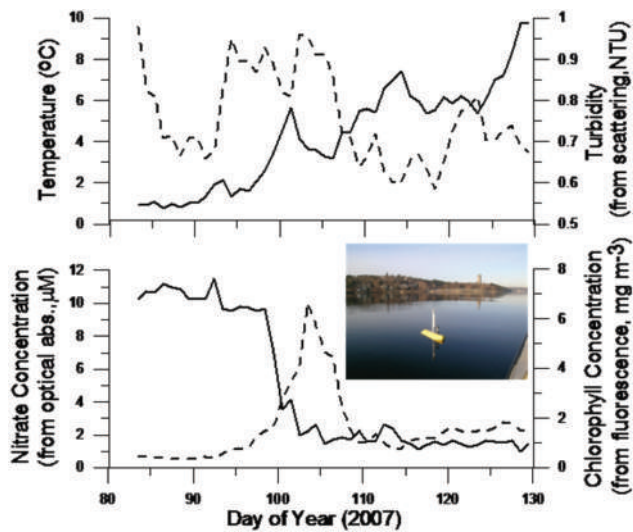 10
8
6
4
2
0
Temperature (ºC)
1
0.9
0.8
0.7
0.6
0.5
Turbidity
(from scattering,NTU)
12
10
8
6
4
2
0
Nitrate Concentration
(from optical abs.,µM)
8
6
4
2
0
Chlorophyll Concentration
(from fluorescence, mg m-3)
80 90 100 110 120 130
Day of Year (2007)